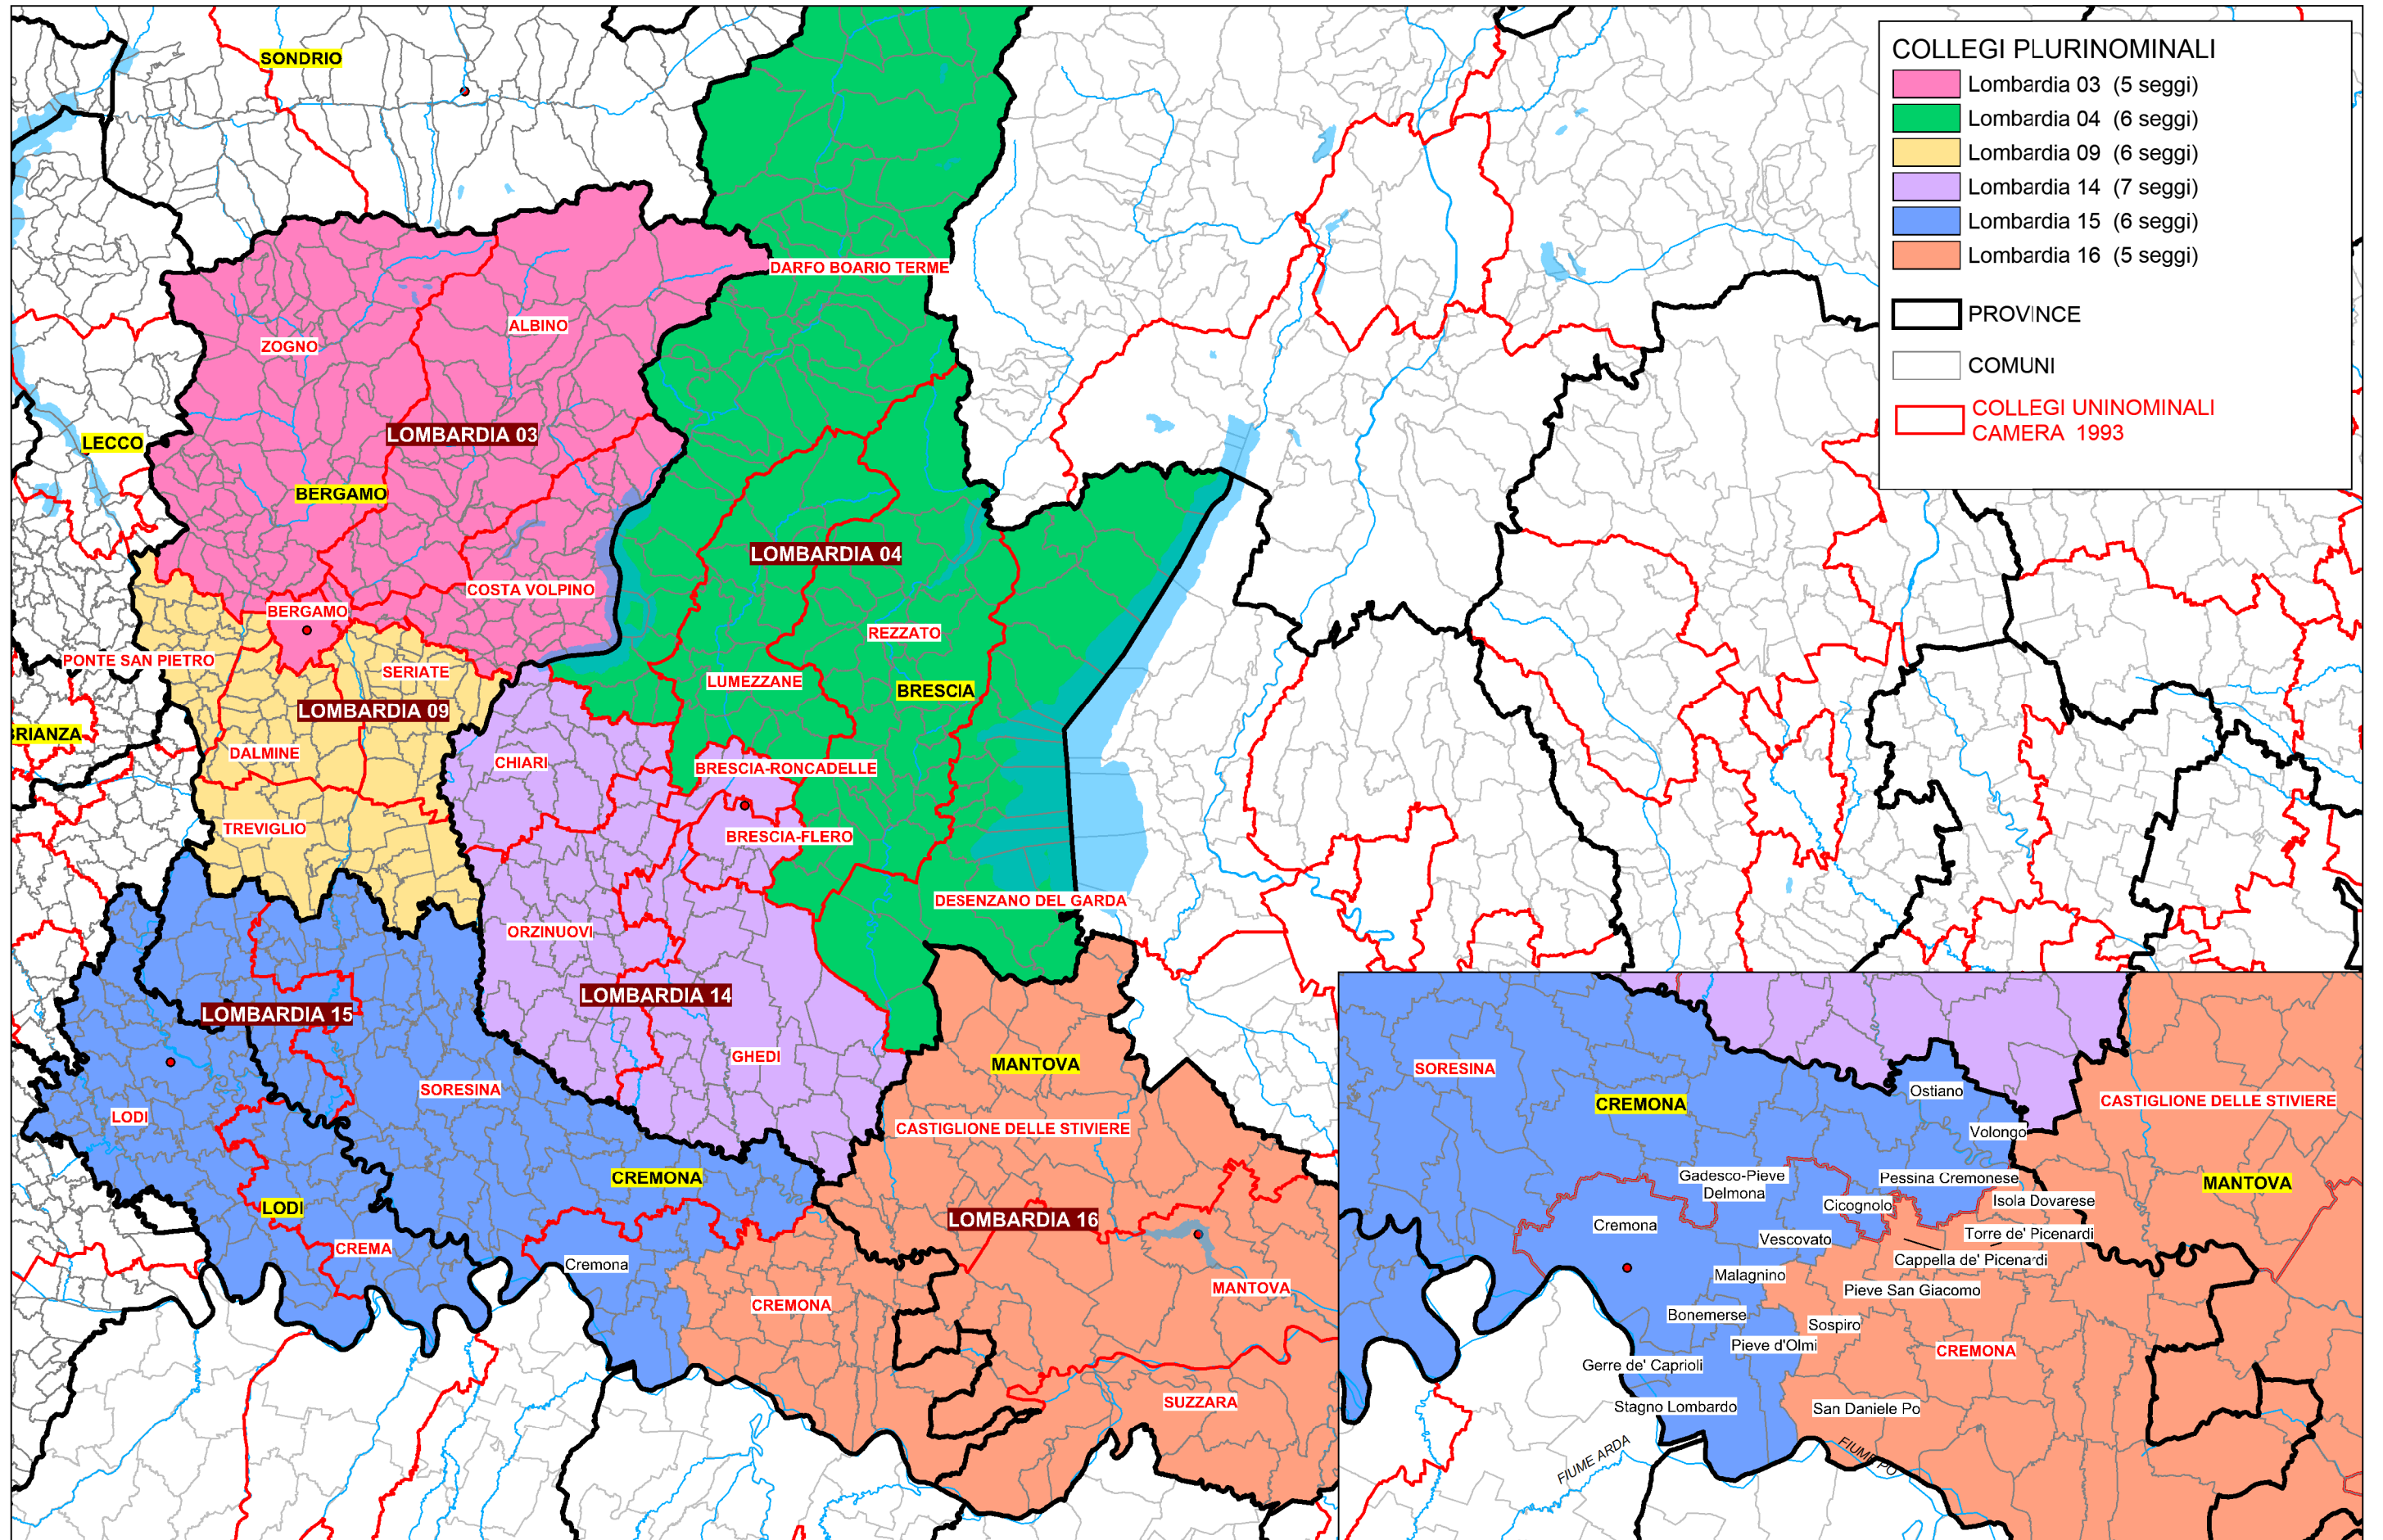 COLLEGI PLURINOMINALI
Lombardia 03 (5 seggi)
Lombardia 04 (6 seggi)
Lombardia 09 (6 seggi)
Lombardia 14 (7 seggi)
Lombardia 15 (6 seggi)
Lombardia 16 (5 seggi)
PROVINCE
COMUNI
COLLEGI UNINOMINALI
CAMERA 1993
SONDRIO
DARFO BOARIO TERME
ALBINO
ZOGNO
LOMBARDIA 03
LECCO
BERGAMO
LOMBARDIA 04
COSTA VOLPINO
BERGAMO
REZZATO
PONTE SAN PIETRO
SERIATE
LUMEZZANE
BRESCIA
LOMBARDIA 09
BRIANZA
DALMINE
CHIARI
BRESCIA-RONCADELLE
TREVIGLIO
BRESCIA-FLERO
DESENZANO DEL GARDA
ORZINUOVI
LOMBARDIA 14
LOMBARDIA 15
GHEDI
MANTOVA
SORESINA
LODI
CASTIGLIONE DELLE STIVIERE
CREMONA
LODI
LOMBARDIA 16
CREMA
Cremona
MANTOVA
CREMONA
SUZZARA
SORESINA
CREMONA
Ostiano
CASTIGLIONE DELLE STIVIERE
Volongo
Gadesco-Pieve
Delmona
Pessina Cremonese
MANTOVA
Cicognolo
Isola Dovarese
Cremona
Vescovato
Torre de' Picenardi
Cappella de' Picenardi
Malagnino
Pieve San Giacomo
Bonemerse
Sospiro
Pieve d'Olmi
CREMONA
Gerre de' Caprioli
Stagno Lombardo
San Daniele Po
FIUME ARDA
FIUME PO